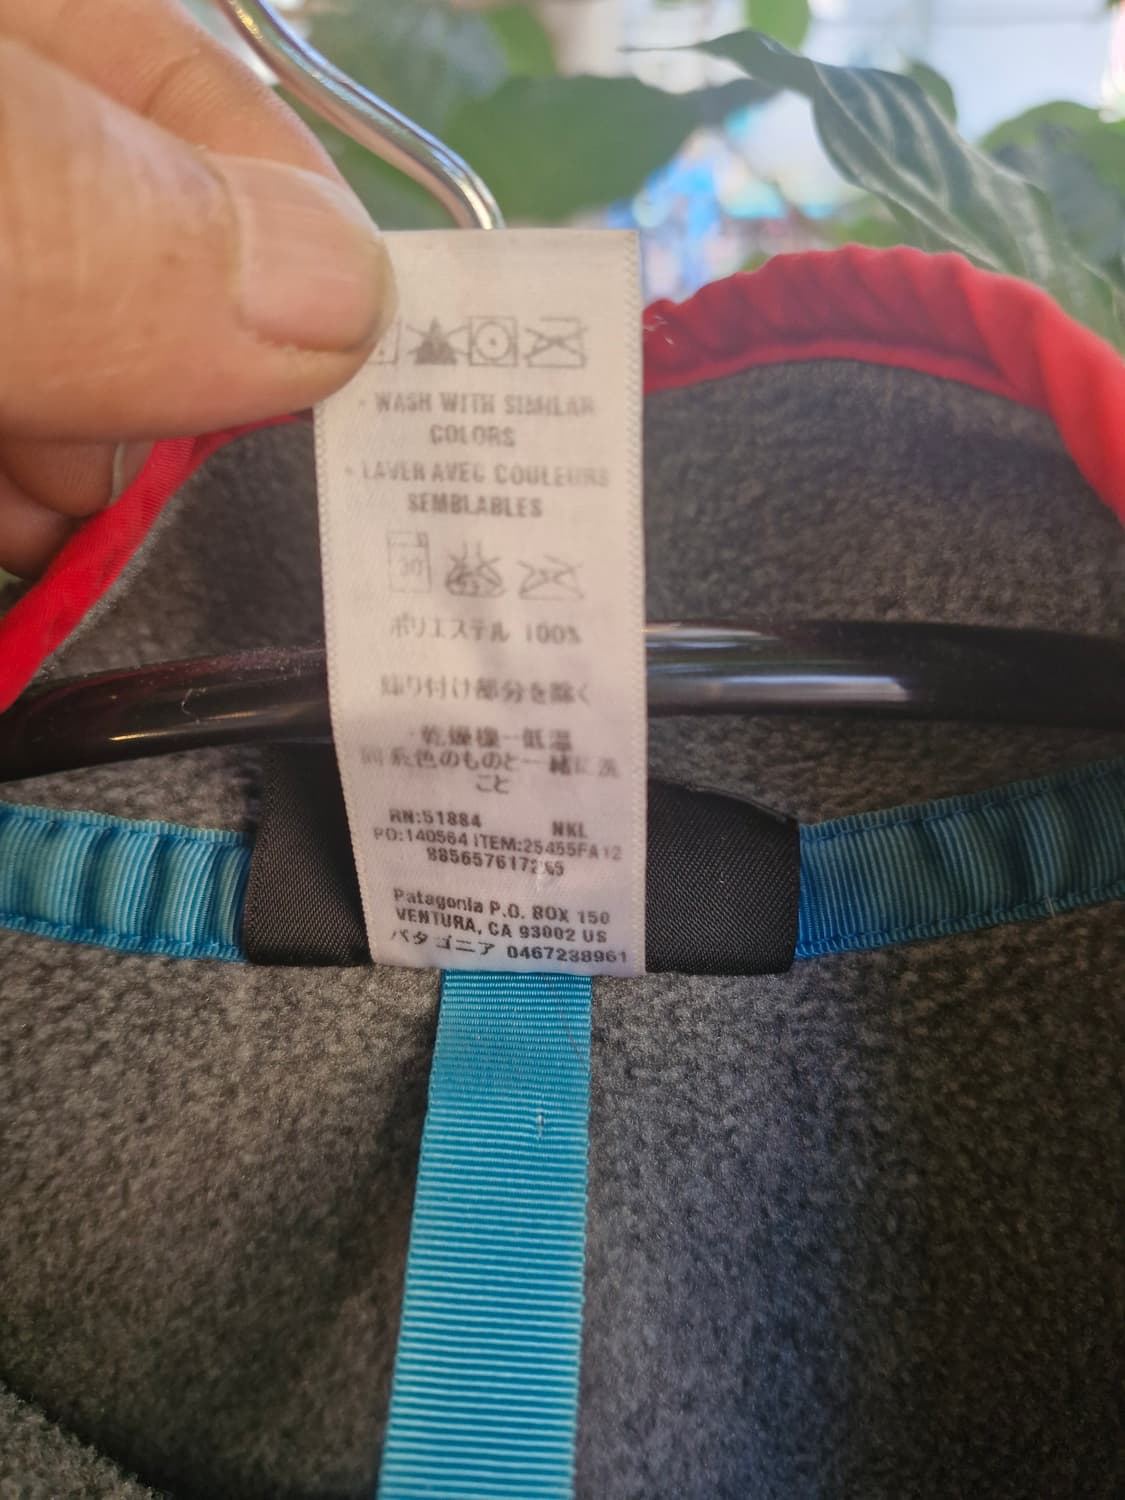 • WASH WITH SIMILAR
COLORS
• LAVER AVEC COULEURS
SEMBLABLES
30
ポリエステル 100%
飾り付け部分を除く
・乾燥機―低温
同系色のものと一緒に洗
こと
RN:51884 NKL
PO:140564 ITEM:25455FA12
Patagonia P.O. BOX 150
VENTURA, CA 93002 US
パタゴニア 0467238961